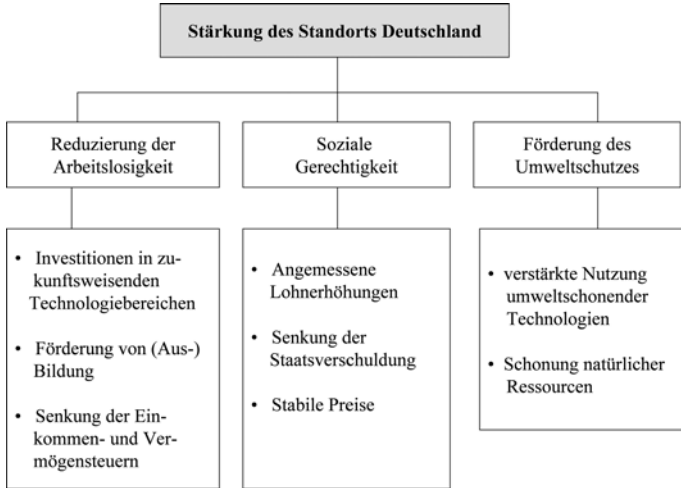 Stärkung des Standorts Deutschland
Reduzierung der
Arbeitslosigkeit
Soziale
Gerechtigkeit
Förderung des
Umweltschutzes
• Investitionen in zu-
kunftsweisenden
Technologiebereichen
• Förderung von (Aus-)
Bildung
• Senkung der Ein-
kommen- und Ver-
mögensteuern
• Angemessene
Lohnerhöhungen
• Senkung der
Staatsverschuldung
• Stabile Preise
• verstärkte Nutzung
umweltschonender
Technologien
• Schonung natürlicher
Ressourcen